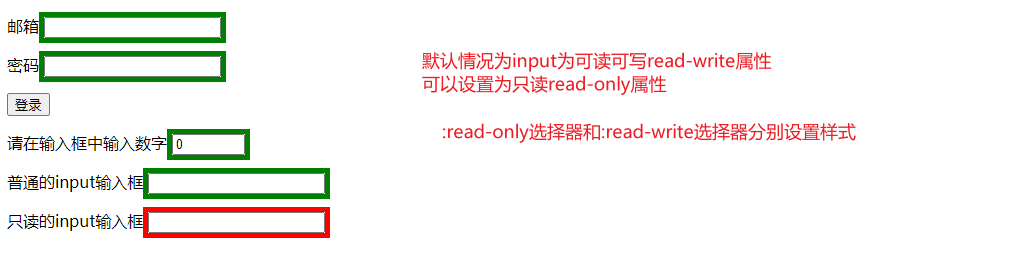 邮箱
密码
默认情况为input为可读可写read-write属性
可以设置为只读read-only属性
登录
:read-only选择器和:read-write选择器分别设置样式
请在输入框中输入数字 0
普通的input输入框
只读的input输入框